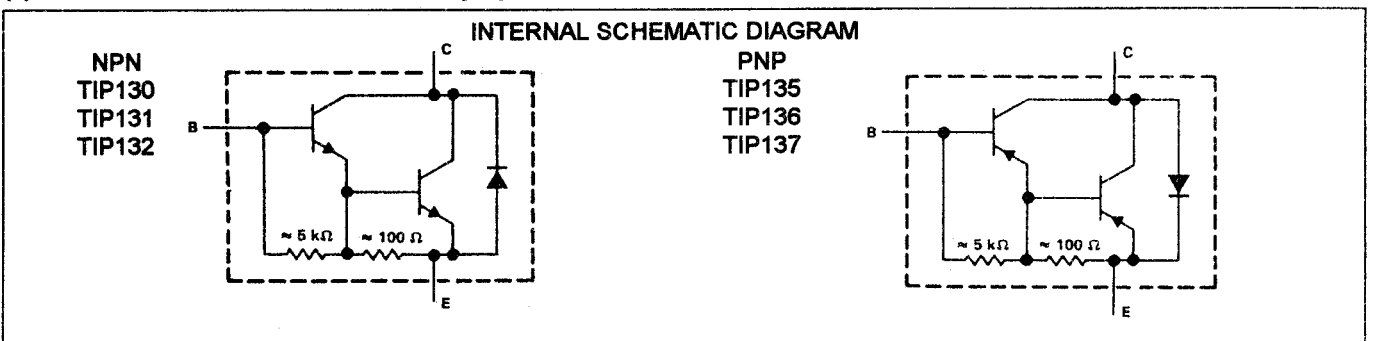 INTERNAL SCHEMATIC DIAGRAM
NPN
TIP130
TIP131
TIP132
B
C
≈ 5 kΩ
≈ 100 Ω
E
PNP
TIP135
TIP136
TIP137
B
C
≈ 5 kΩ
≈ 100 Ω
E